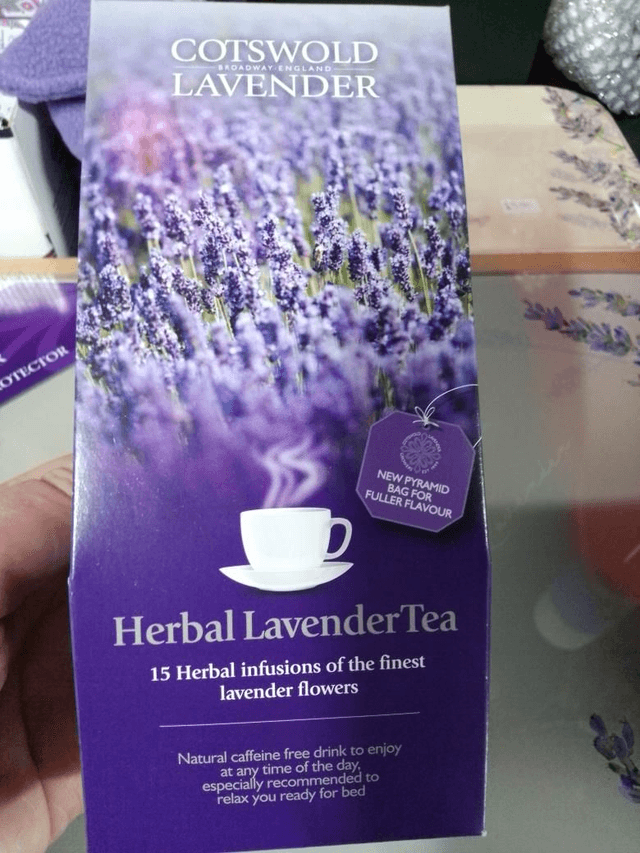 COTSWOLD
BROADWAY·ENGLAND
LAVENDER
OTECTOR
NEW PYRAMID
BAG FOR
FULLER FLAVOUR
Herbal Lavender Tea
15 Herbal infusions of the finest
lavender flowers
Natural caffeine free drink to enjoy
at any time of the day,
especially recommended to
relax you ready for bed